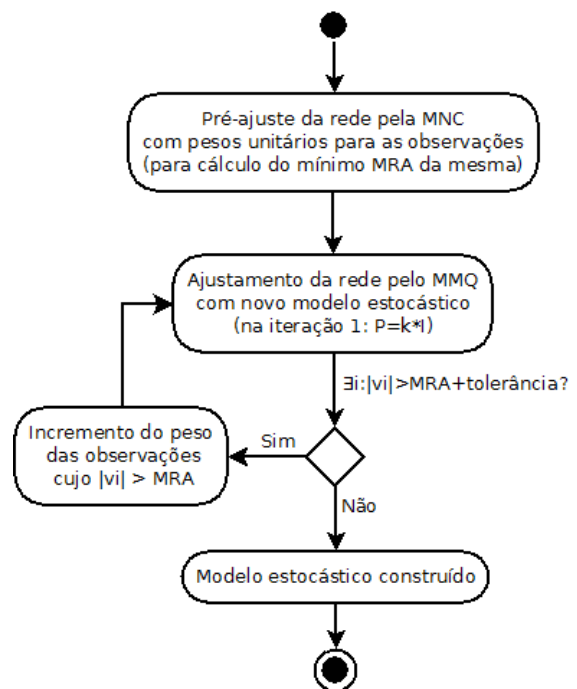 Pré-ajuste da rede pela MNC
com pesos unitários para as observações
(para cálculo do mínimo MRA da mesma)
Ajustamento da rede pelo MMQ
com novo modelo estocástico
(na iteração 1: P=k*I)
∃i:|vi|>MRA+tolerância?
Sim
Incremento do peso
das observações
cujo |vi| > MRA
Não
Modelo estocástico construído